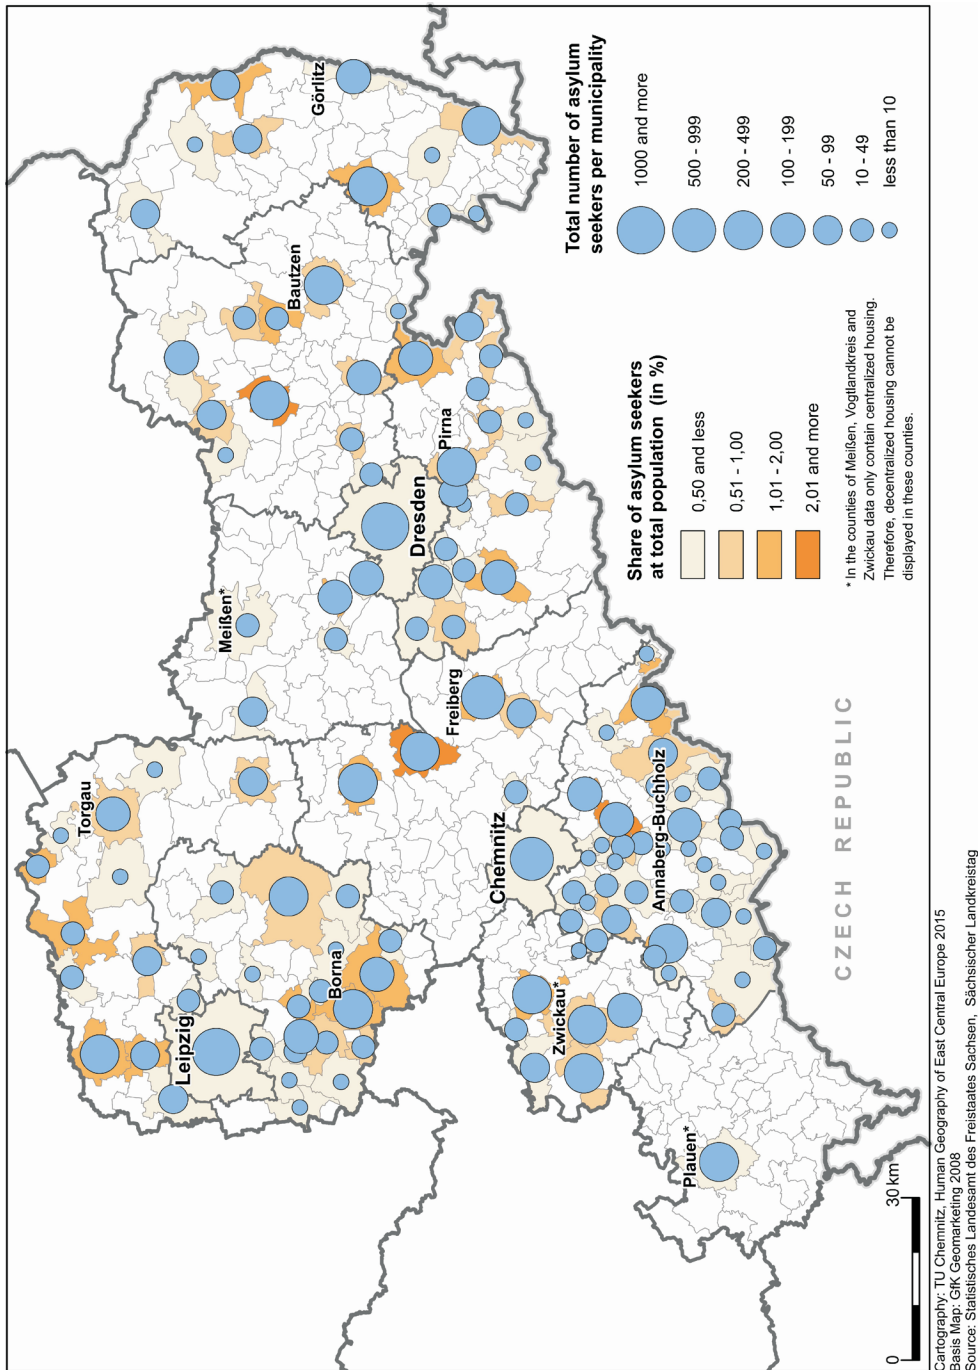 Torgau
Leipzig
Borna
Meißen*
Dresden
Pirna
Bautzen
Görlitz
Freiberg
Chemnitz
Zwickau*
Annaberg-Buchholz
Plauen*
CZECH REPUBLIC
Share of asylum seekers
at total population (in %)
0,50 and less
0,51 - 1,00
1,01 - 2,00
2,01 and more
* In the counties of Meißen, Vogtlandkreis and
Zwickau data only contain centralized housing.
Therefore, decentralized housing cannot be
displayed in these counties.
Total number of asylum
seekers per municipality
1000 and more
500 - 999
200 - 499
100 - 199
50 - 99
10 - 49
less than 10
0
30 km
Cartography: TU Chemnitz, Human Geography of East Central Europe 2015
Basis Map: GfK Geomarketing 2008
Source: Statistisches Landesamt des Freistaates Sachsen, Sächsischer Landkreistag